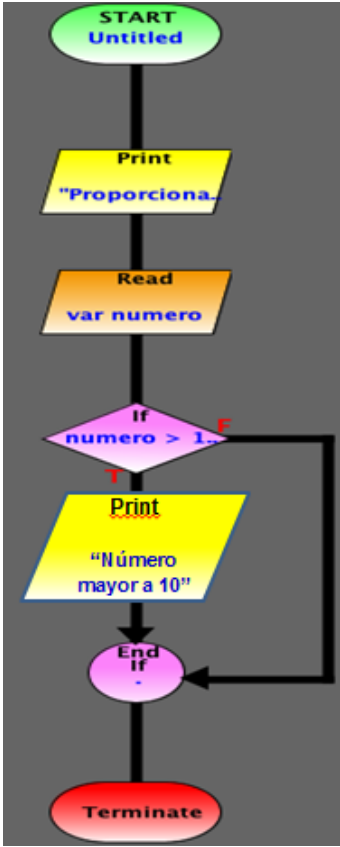 START
Untitled
Print
"Proporciona..
Read
var numero
If
F
numero > 1..
T
Print
“Número
mayor a 10”
End
If
.
Terminate